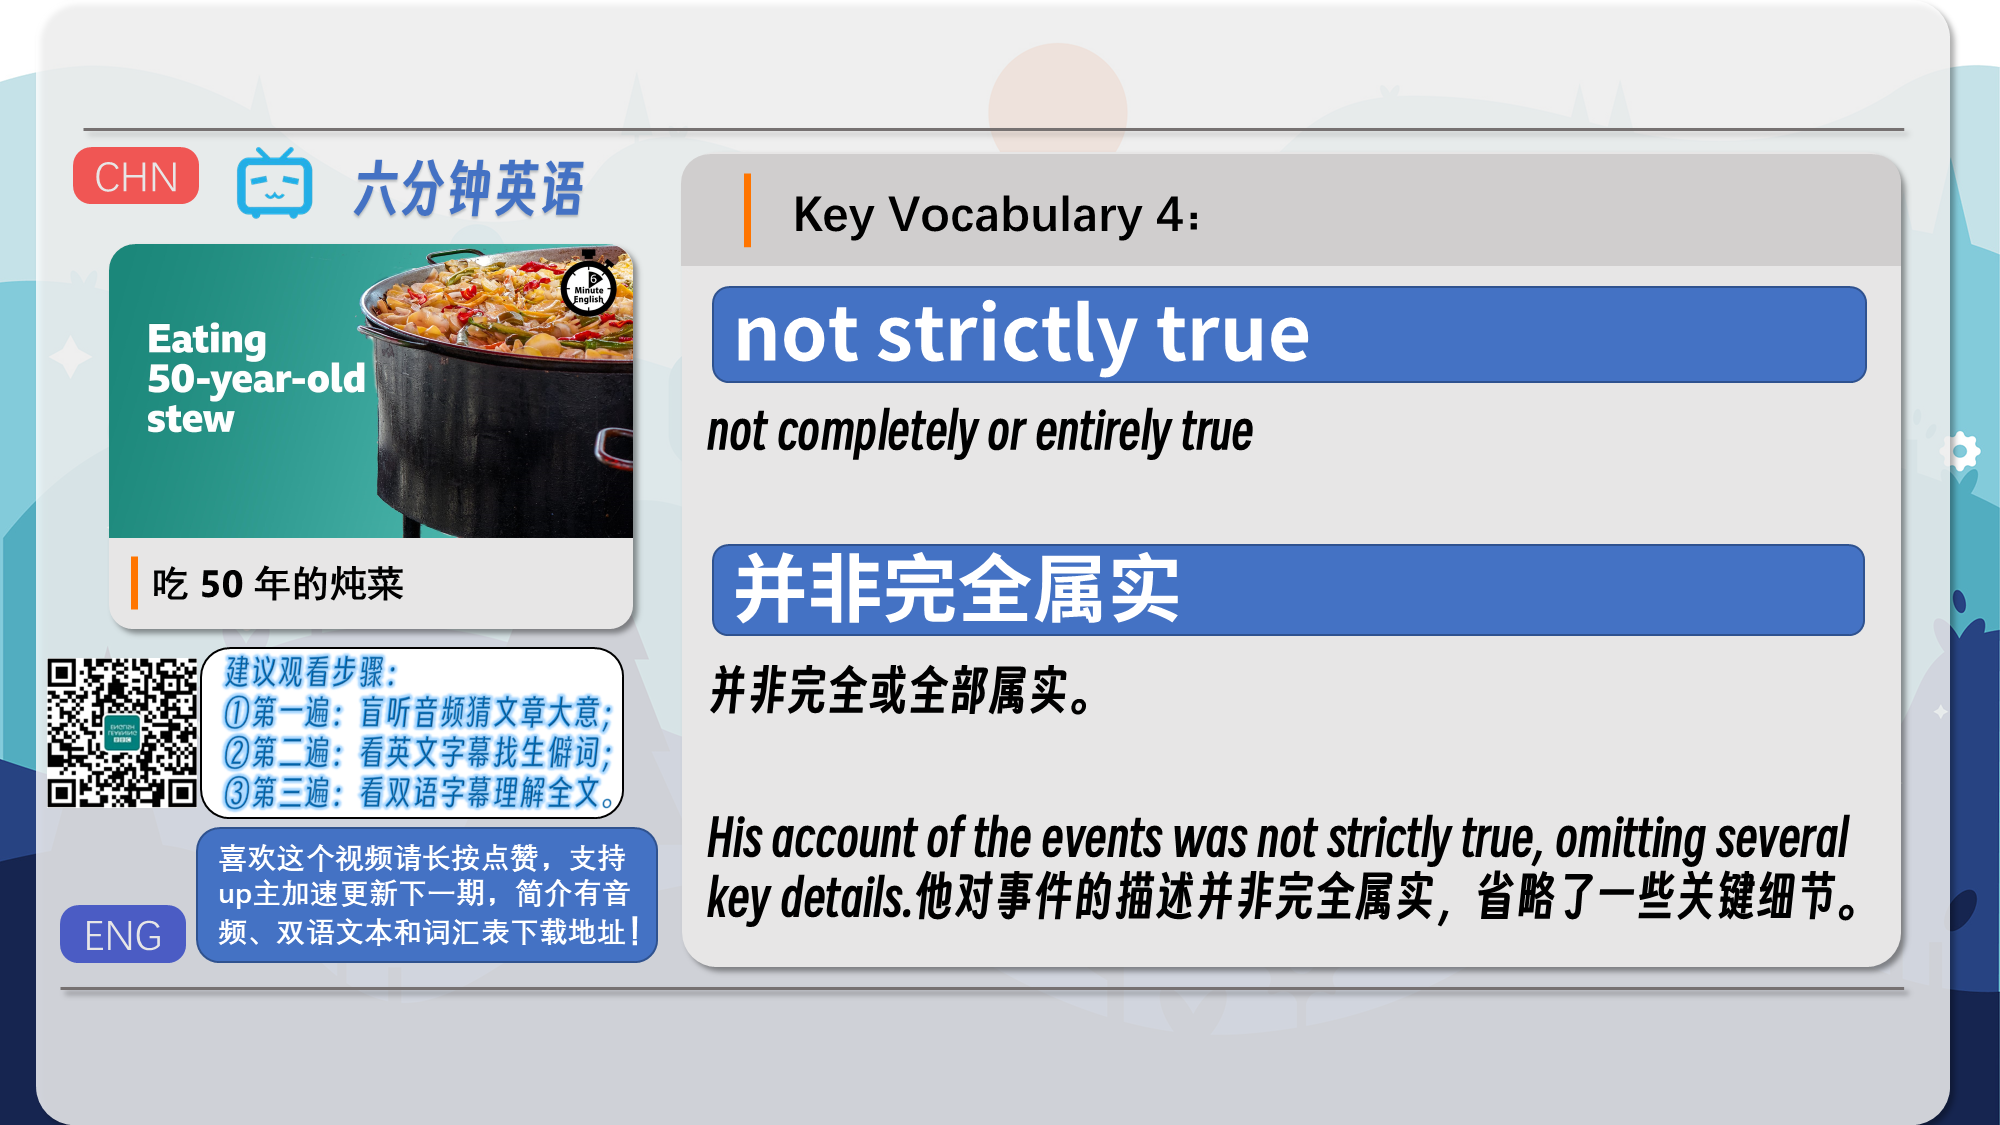 CHN
六分钟英语
6
Minute
English
Eating
50-year-old
stew
吃 50 年的炖菜
建议观看步骤：
①第一遍：盲听音频猜文章大意；
②第二遍：看英文字幕找生僻词；
③第三遍：看双语字幕理解全文。
喜欢这个视频请长按点赞，支持
up主加速更新下一期，简介有音
频、双语文本和词汇表下载地址！
ENG
Key Vocabulary 4：
not strictly true
not completely or entirely true
并非完全属实
并非完全或全部属实。
His account of the events was not strictly true, omitting several
key details.他对事件的描述并非完全属实，省略了一些关键细节。